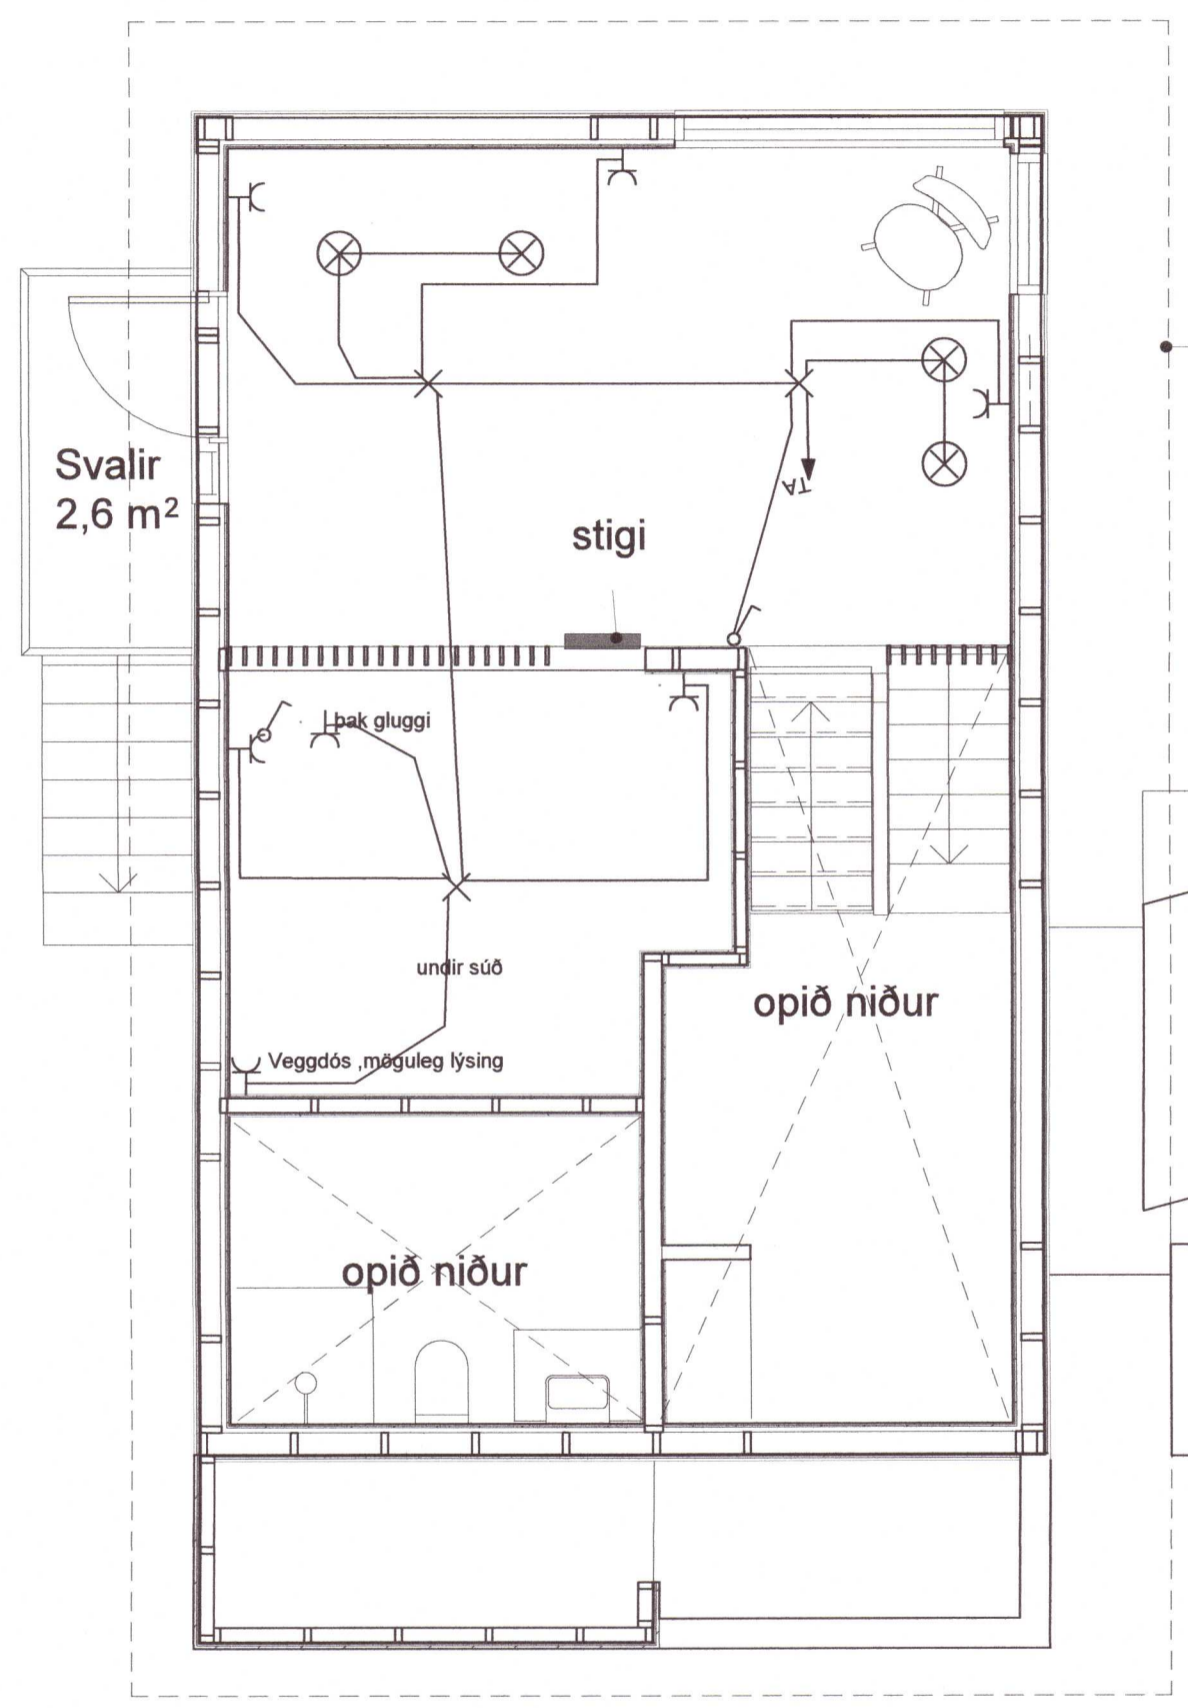 Svalir
2,6 m²
TA
stigi
þak gluggi
undir súð
opið niður
Veggdós ,möguleg lýsing
opið niður